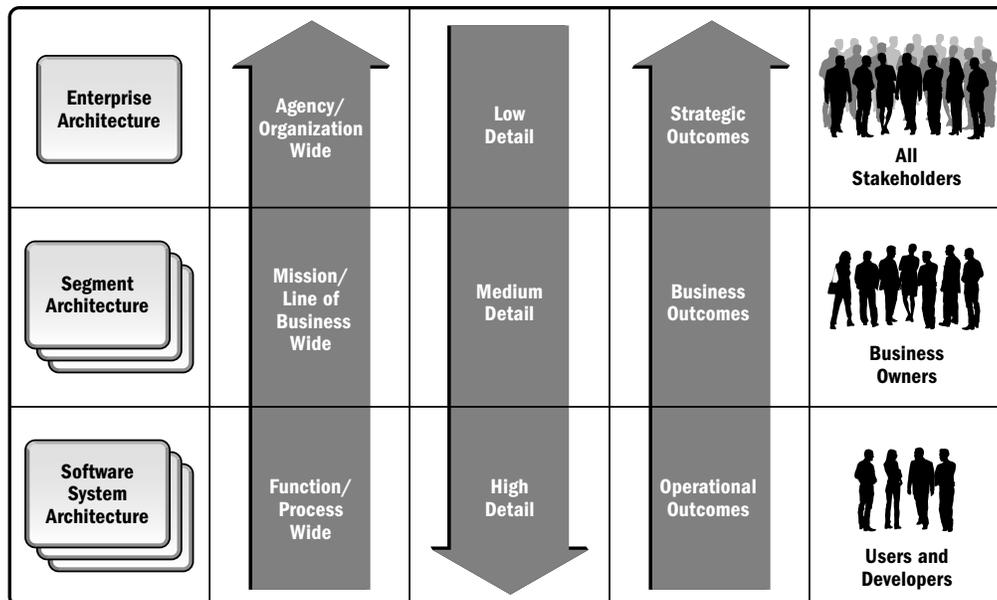 Enterprise
Architecture
Agency/
Organization
Wide
Low
Detail
Strategic
Outcomes
All
Stakeholders
Segment
Architecture
Mission/
Line of
Business
Wide
Medium
Detail
Business
Outcomes
Business
Owners
Software
System
Architecture
Function/
Process
Wide
High
Detail
Operational
Outcomes
Users and
Developers